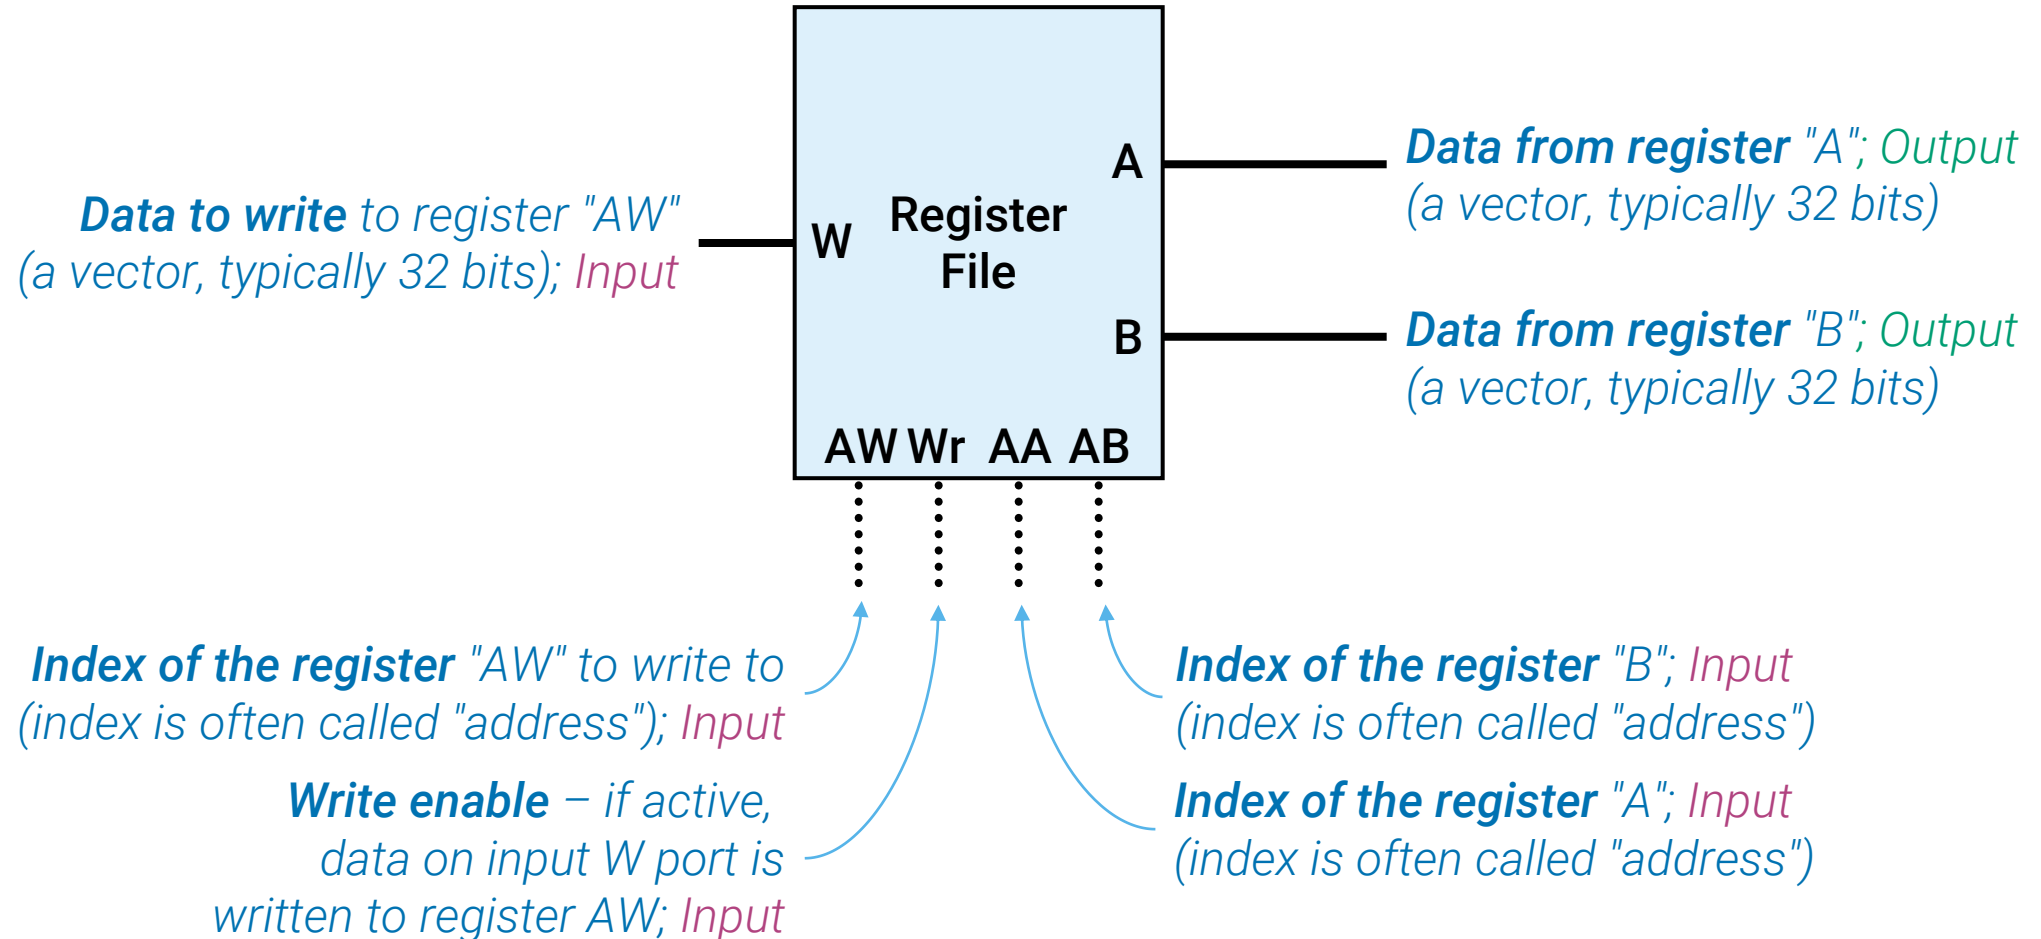 Data to write to register "AW"
(a vector, typically 32 bits); Input
W
Register
File
A
B
AW Wr AA AB
Data from register "A"; Output
(a vector, typically 32 bits)
Data from register "B"; Output
(a vector, typically 32 bits)
Index of the register "AW" to write to
(index is often called "address"); Input
Write enable – if active,
data on input W port is
written to register AW; Input
Index of the register "B"; Input
(index is often called "address")
Index of the register "A"; Input
(index is often called "address")